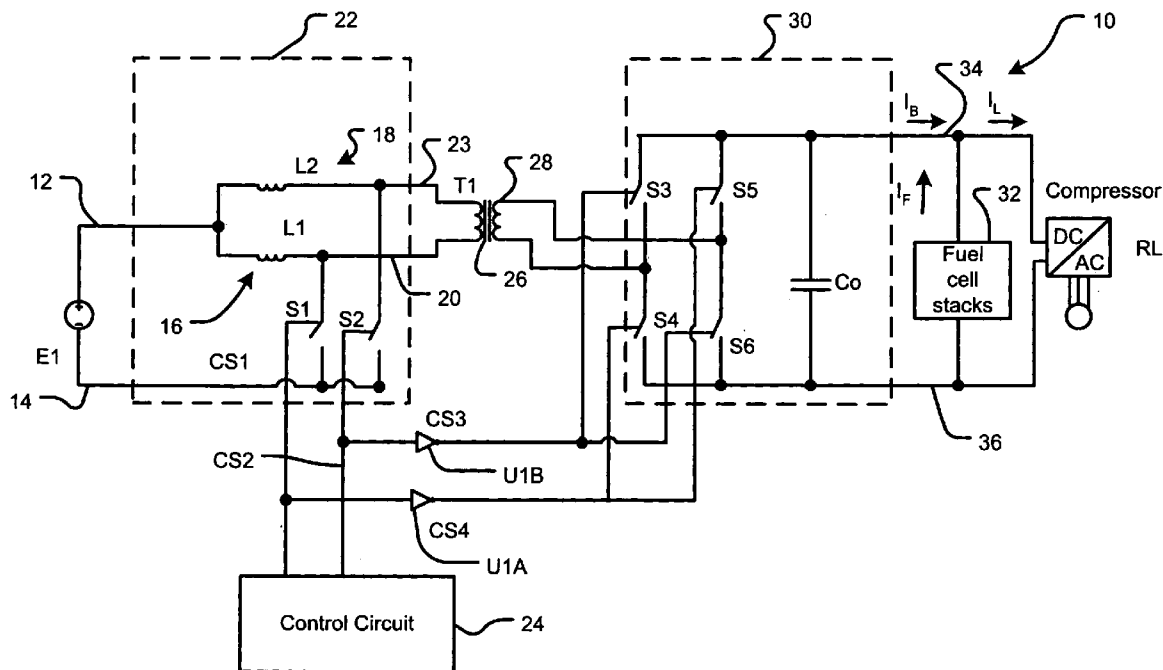 22
30
10
34
I_B
I_L
18
23
28
L2
12
T1
S3
S5
Compressor
I_F
32
L1
DC
AC
RL
Fuel
cell
stacks
Co
26
20
16
S1
S2
S4
S6
E1
CS1
14
CS3
36
CS2
U1B
CS4
U1A
Control Circuit
24